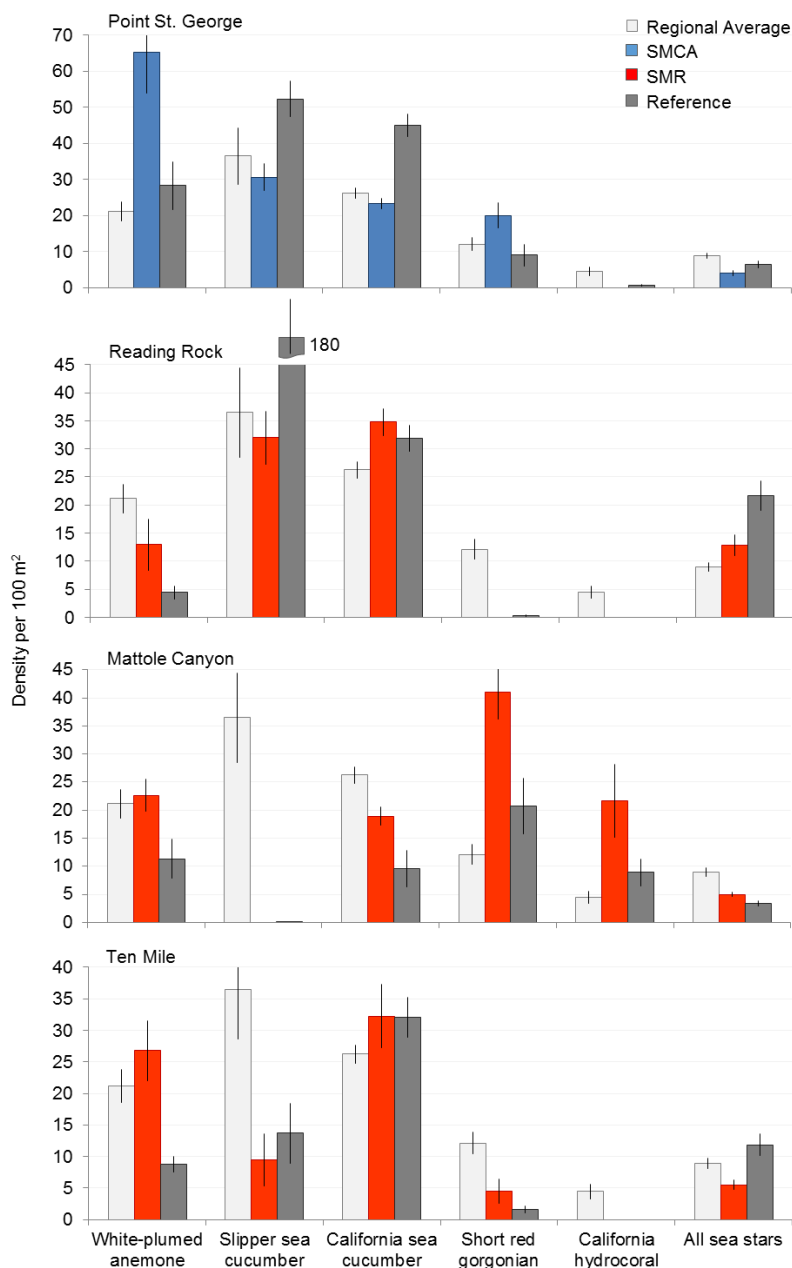 Point St. George
Regional Average
SMCA
SMR
Reference
70
60
50
40
30
20
10
0
Reading Rock
180
45
40
35
30
25
20
15
10
5
0
Density per 100 m²
Mattole Canyon
45
40
35
30
25
20
15
10
5
0
Ten Mile
40
35
30
25
20
15
10
5
0
White-plumed
anemone
Slipper sea
cucumber
California sea
cucumber
Short red
gorgonian
California
hydrocoral
All sea stars